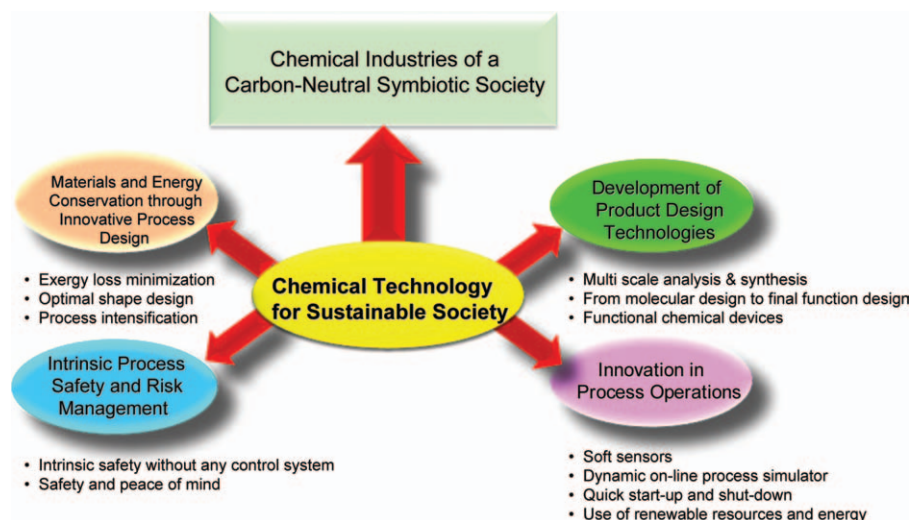 Chemical Industries of a
Carbon-Neutral Symbiotic Society
Materials and Energy
Conservation through
Innovative Process
Design
• Exergy loss minimization
• Optimal shape design
• Process intensification
Development of
Product Design
Technologies
• Multi scale analysis & synthesis
• From molecular design to final function design
• Functional chemical devices
Chemical Technology
for Sustainable Society
Intrinsic Process
Safety and Risk
Management
• Intrinsic safety without any control system
• Safety and peace of mind
Innovation in
Process Operations
• Soft sensors
• Dynamic on-line process simulator
• Quick start-up and shut-down
• Use of renewable resources and energy